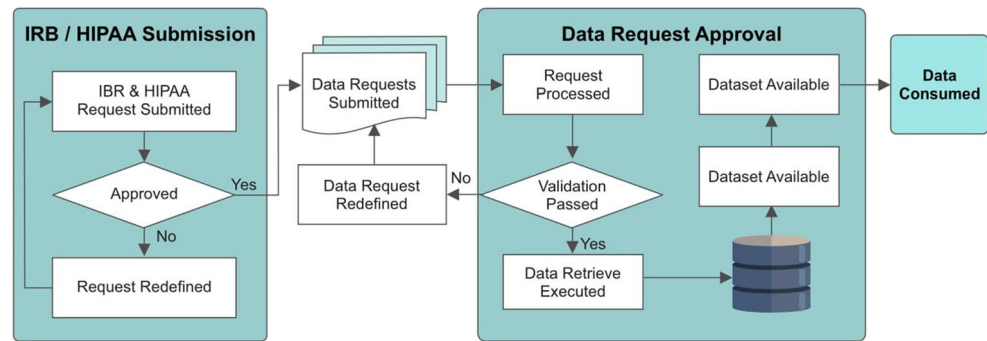 IRB / HIPAA Submission
IBR & HIPAA
Request Submitted
Approved
Yes
No
Request Redefined
Data Requests
Submitted
Data Request
Redefined
Data Request Approval
Request
Processed
Validation
Passed
No
Yes
Data Retrieve
Executed
Dataset Available
Dataset Available
Data
Consumed